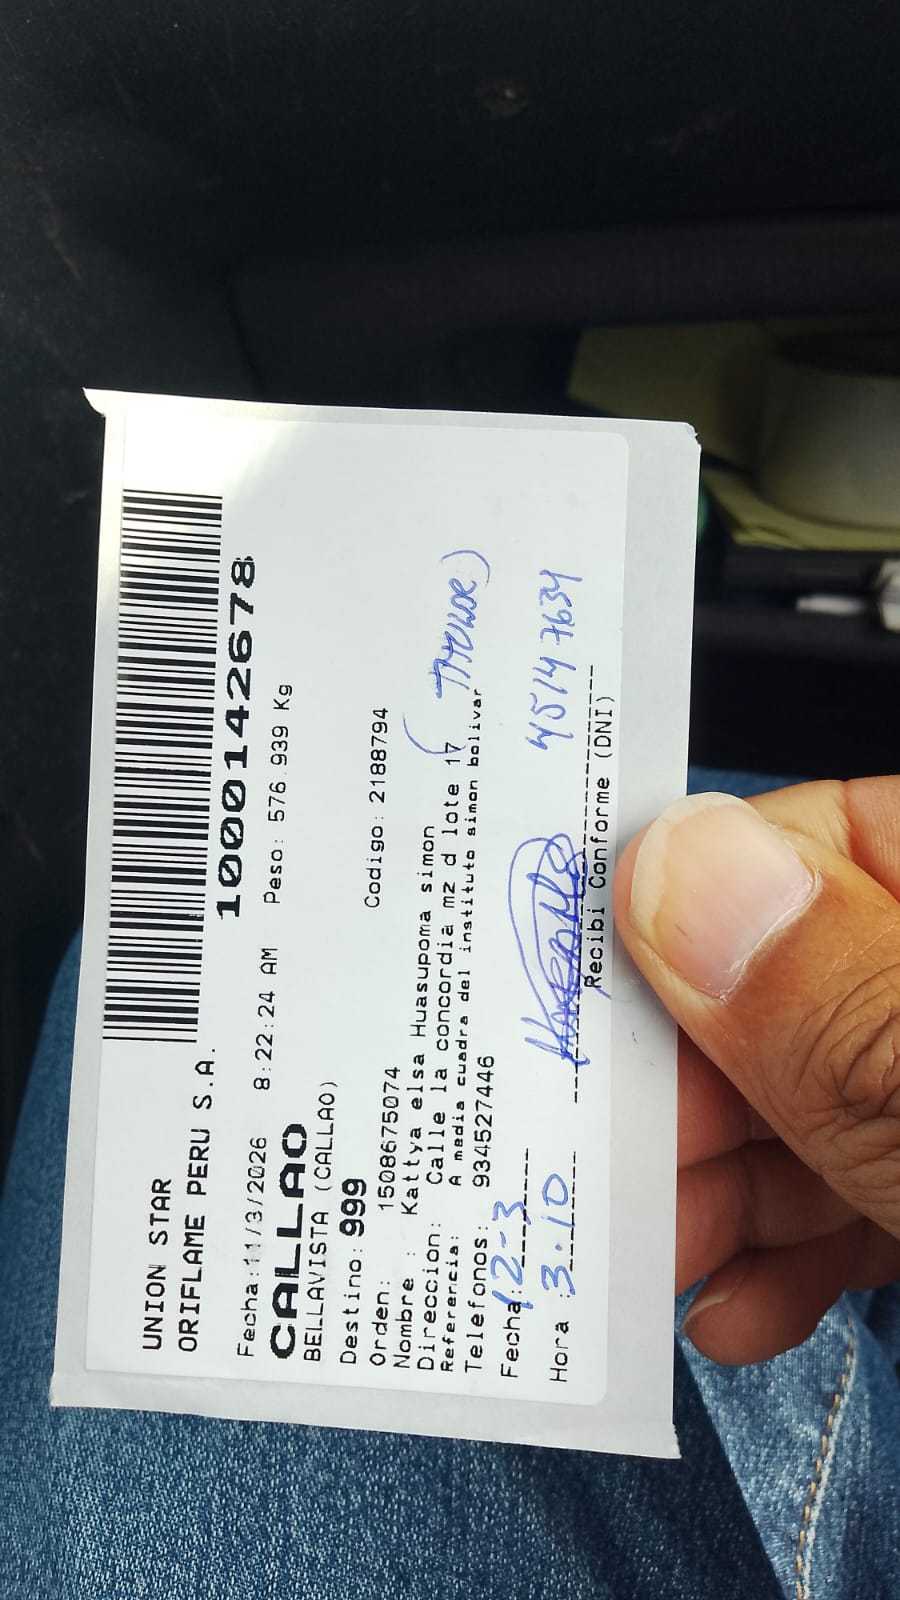 UNION STAR
ORIFLAME PERU S.A.
1000142678
Fecha:11/3/2026 8:22:24 AM Peso: 576.939 Kg
CALLAO
BELLAVISTA (CALLAO)
Destino: 999
Orden: 1508675074 Codigo: 2188794
Nombre : Kattya elsa Huasupoma simon
Direccion: Calle la concordia mz d lote 17
Referencia: A media cuadra del instituto simon bolivar
Telefonos: 934527446
Fecha: 12-3
Hora : 3.10
45147634
Recibi Conforme (DNI)